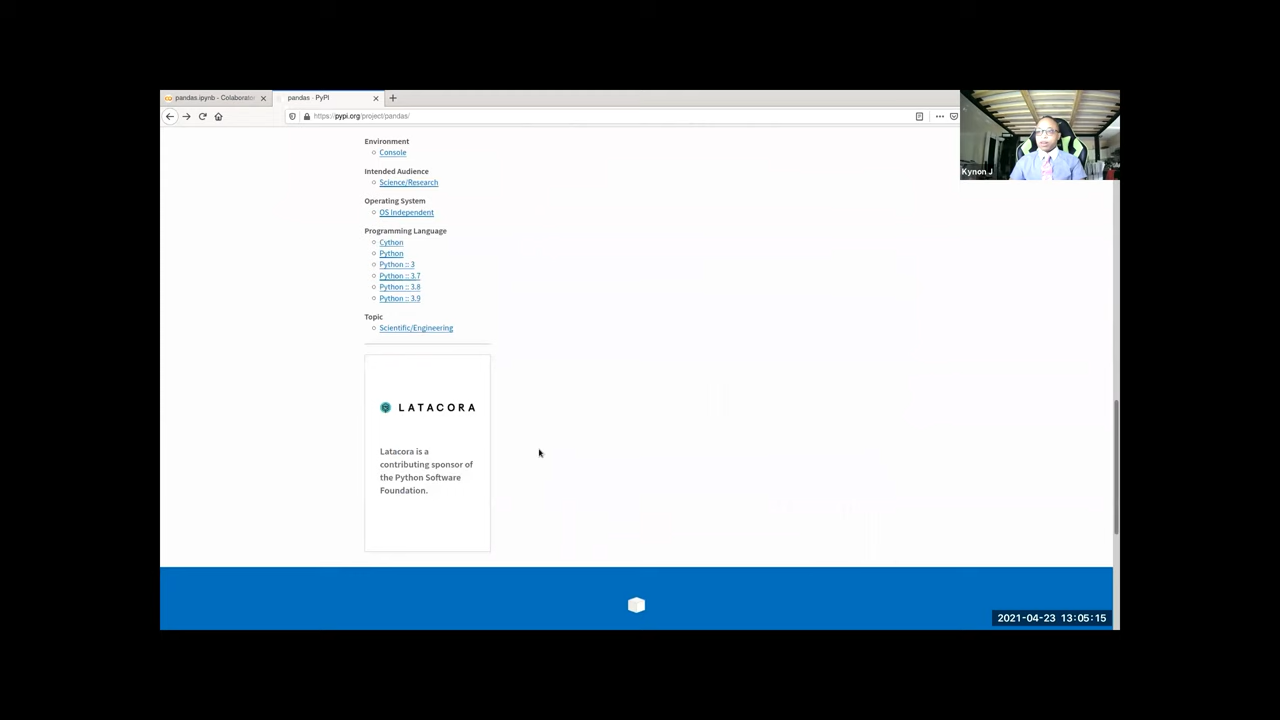 pandas.ipynb - Colaborator
pandas · PyPI
https://pypi.org/project/pandas/
Kynon J
Environment
Console
Intended Audience
Science/Research
Operating System
OS Independent
Programming Language
Cython
Python
Python :: 3
Python :: 3.7
Python :: 3.8
Python :: 3.9
Topic
Scientific/Engineering
LATACORA
Latacora is a
contributing sponsor of
the Python Software
Foundation.
2021-04-23 13:05:15